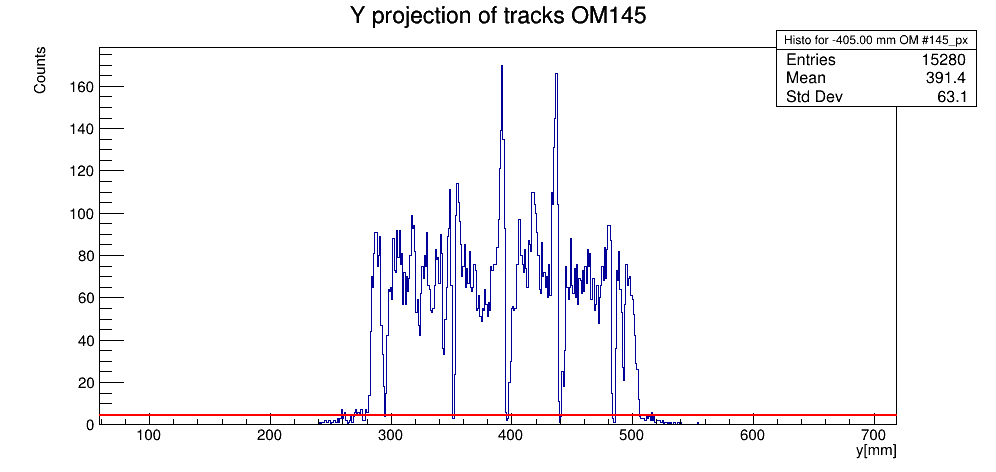 Y projection of tracks OM145
Histo for -405.00 mm OM #145_px
Entries 15280
Mean 391.4
Std Dev 63.1
Counts
160
140
120
100
80
60
40
20
0
100 200 300 400 500 600 700
y[mm]